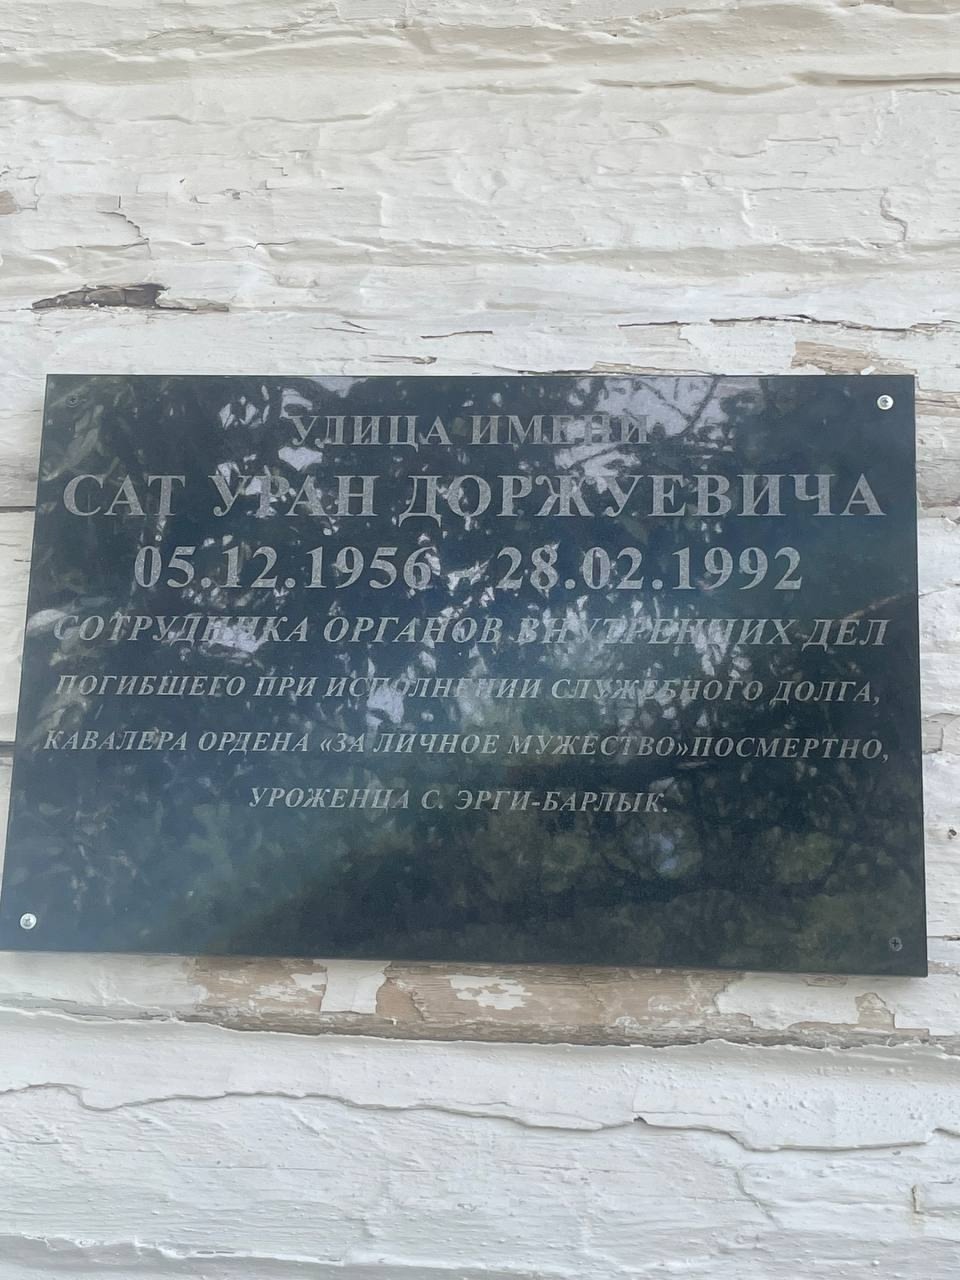 УЛИЦА ИМЕНИ
САТ УРАН ДОРЖУЕВИЧА
05.12.1956 - 28.02.1992
СОТРУДНИКА ОРГАНОВ ВНУТРЕННИХ ДЕЛ
ПОГИБШЕГО ПРИ ИСПОЛНЕНИИ СЛУЖЕБНОГО ДОЛГА,
КАВАЛЕРА ОРДЕНА «ЗА ЛИЧНОЕ МУЖЕСТВО»ПОСМЕРТНО,
УРОЖЕНЦА С. ЭРГИ-БАРЛЫК.